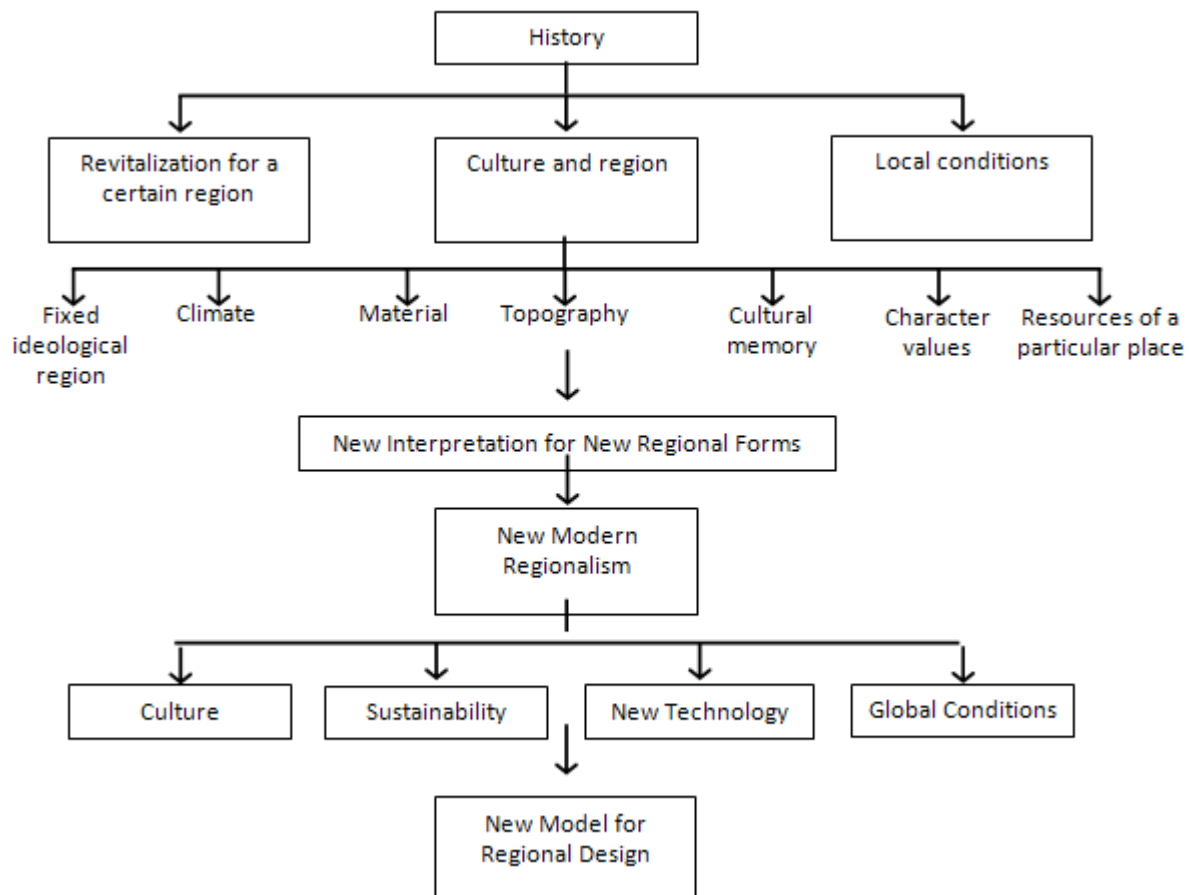 History
Revitalization for a
certain region
Culture and region
Local conditions
Fixed
ideological
region
Climate
Material
Topography
Cultural
memory
Character
values
Resources of a
particular place
New Interpretation for New Regional Forms
New Modern
Regionalism
Culture
Sustainability
New Technology
Global Conditions
New Model for
Regional Design